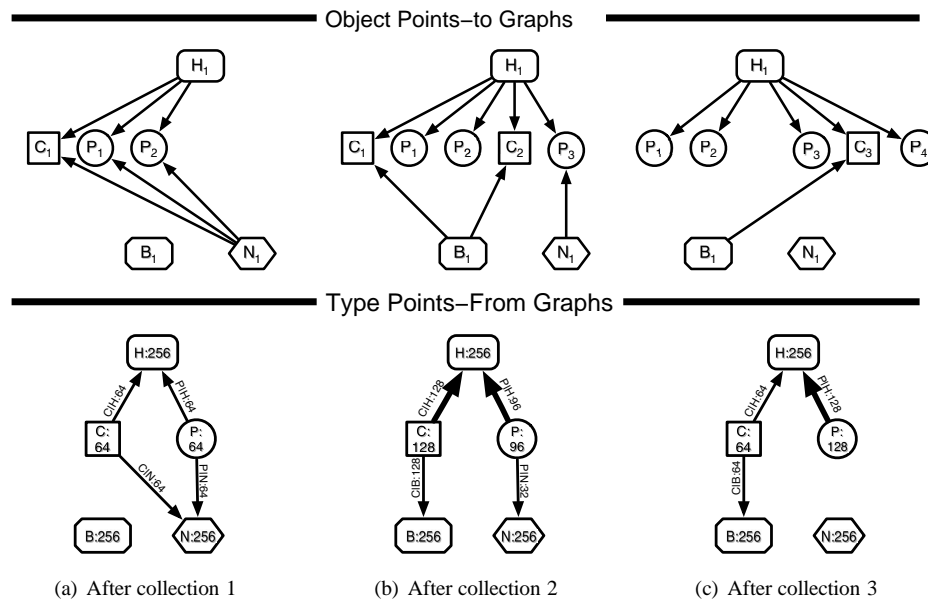 Object Points–to Graphs
H1
H1
H1
C1 P1 P2
C1 P1 P2 C2 P3
P1 P2 P3 C3 P4
B1 N1
B1 N1
B1 N1
Type Points–From Graphs
H:256
H:256
H:256
C|H:64 P|H:64
C|H:128 P|H:96
C|H:64 P|H:128
C: 64 P: 64
C: 128 P: 96
C: 64 P: 128
C|N:64 P|N:64
C|B:128 P|N:32
C|B:64
B:256 N:256
B:256 N:256
B:256 N:256
(a) After collection 1
(b) After collection 2
(c) After collection 3